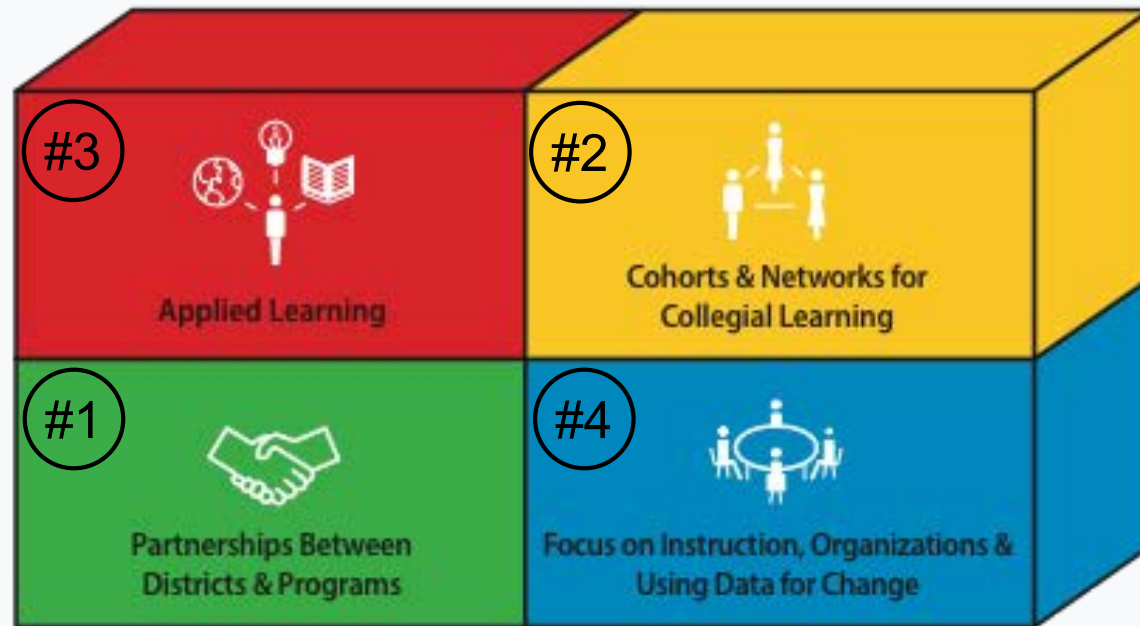 #3
Applied Learning
#2
Cohorts & Networks for
Collegial Learning
#1
Partnerships Between
Districts & Programs
#4
Focus on Instruction, Organizations &
Using Data for Change